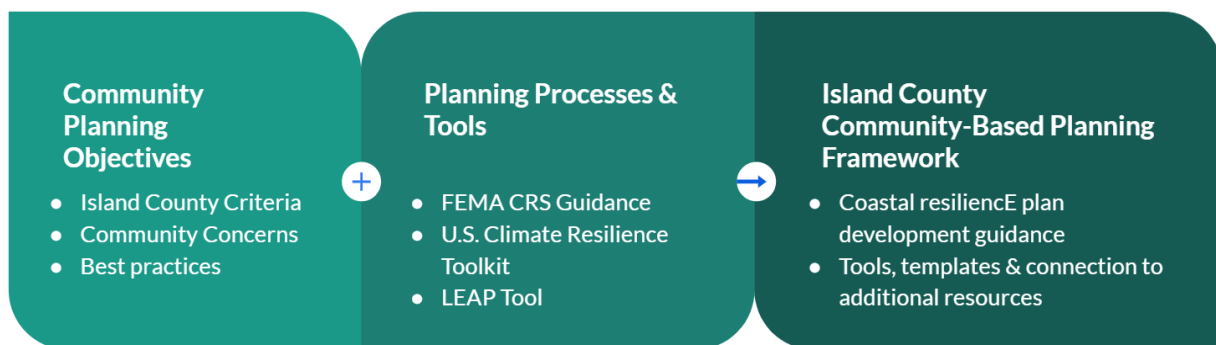 Community
Planning
Objectives
● Island County Criteria
● Community Concerns
● Best practices
+
Planning Processes &
Tools
● FEMA CRS Guidance
● U.S. Climate Resilience
Toolkit
● LEAP Tool
Island County
Community-Based Planning
Framework
● Coastal resiliencE plan
development guidance
● Tools, templates & connection to
additional resources